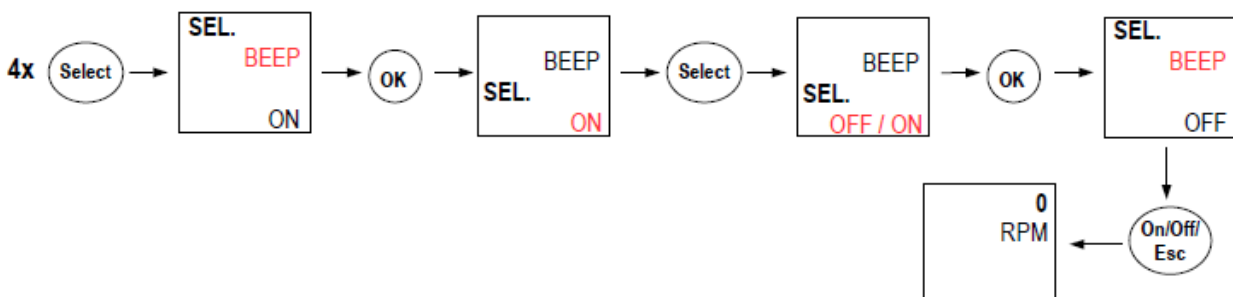 4x
Select
SEL.
BEEP
ON
OK
BEEP
SEL.
ON
Select
BEEP
SEL.
OFF / ON
OK
SEL.
BEEP
OFF
On/Off/
Esc
0
RPM